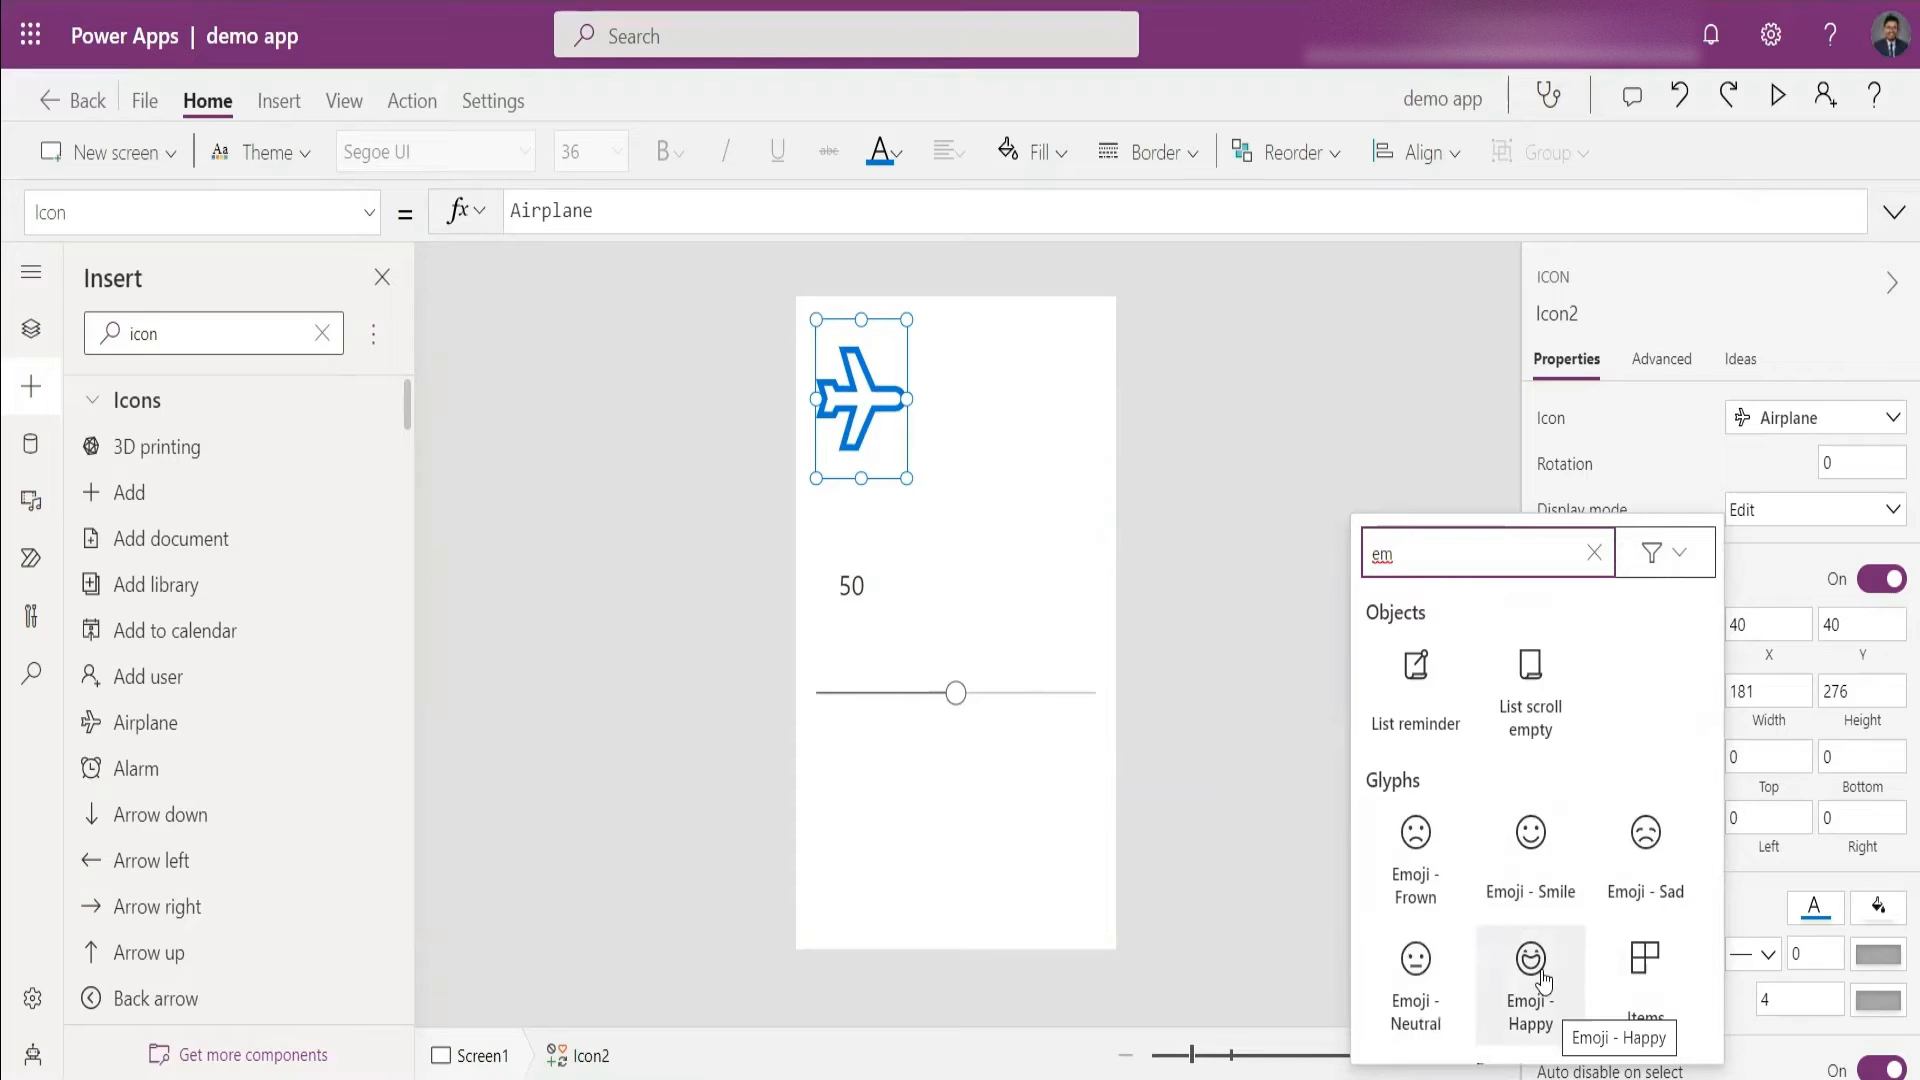 Power Apps | demo app
Search
Back
File
Home
Insert
View
Action
Settings
demo app
New screen
Theme
Segoe UI
36
B
/
U
abc
A
Fill
Border
Reorder
Align
Group
Icon
=
fx
Airplane
Insert
icon
Icons
3D printing
Add
Add document
Add library
Add to calendar
Add user
Airplane
Alarm
Arrow down
Arrow left
Arrow right
Arrow up
Back arrow
Get more components
50
Screen1
Icon2
ICON
Icon2
Properties
Advanced
Ideas
Icon
Airplane
Rotation
0
Display mode
Edit
On
40
40
X
Y
181
276
Width
Height
0
0
Top
Bottom
0
0
Left
Right
A
0
4
Auto disable on select
On
em
Objects
List reminder
List scroll
empty
Glyphs
Emoji -
Frown
Emoji - Smile
Emoji - Sad
Emoji -
Neutral
Emoji -
Happy
Items
Emoji - Happy